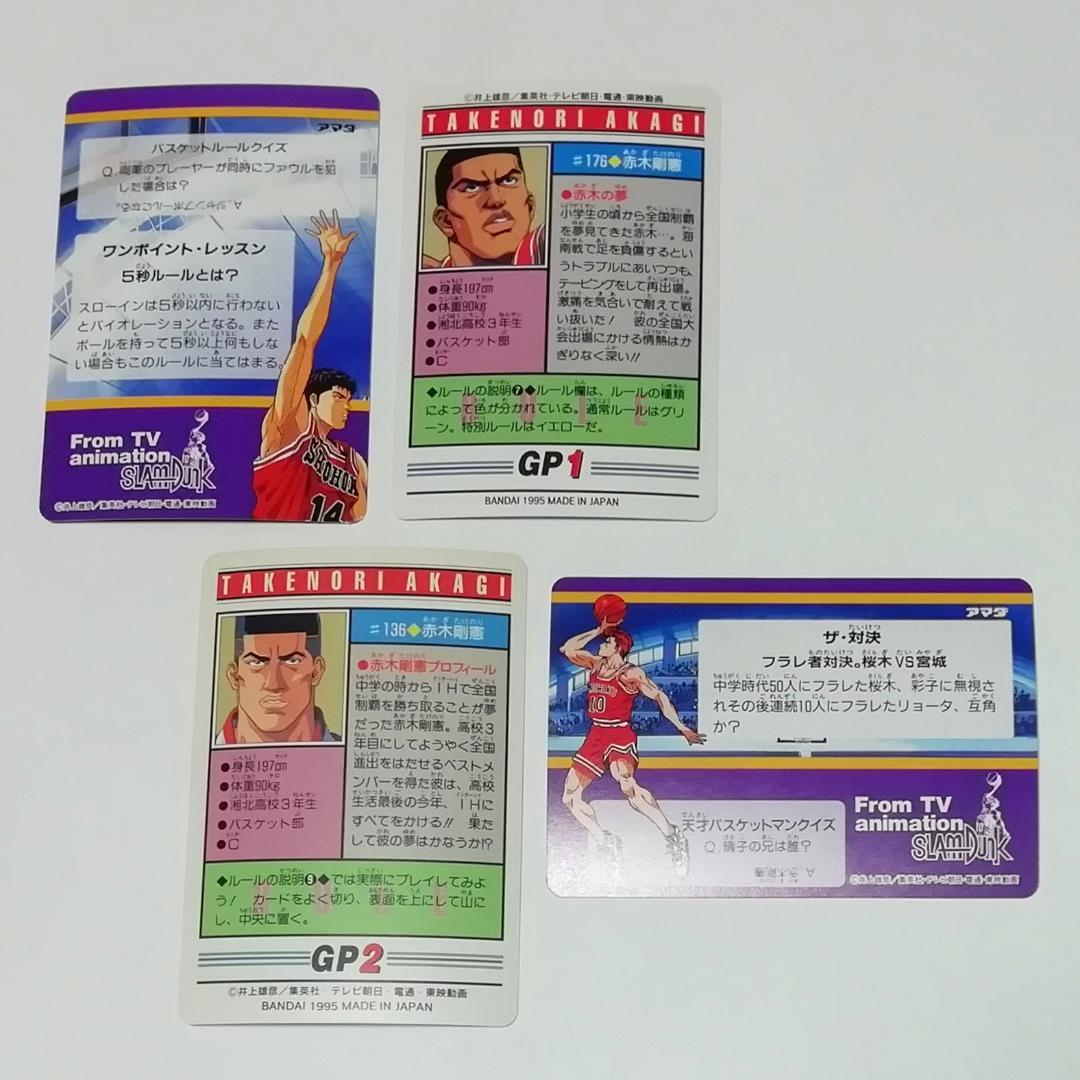 アマダ
バスケットルールクイズ
Q.両軍のプレーヤーが同時にファウルを犯
した場合は？
A.ジャンプボールになる。
ワンポイント・レッスン
5秒ルールとは？
スローインは5秒以内に行わない
とバイオレーションとなる。また
ボールを持って5秒以上何もしな
い場合もこのルールに当てはまる。
SHOHOK
14
From TV
animation
SLAM DUNK
©井上雄彦／集英社・テレビ朝日・電通・東映動画
©井上雄彦／集英社・テレビ朝日・電通・東映動画
TAKENORI AKAGI
#176◆赤木剛憲
●赤木の夢
小学生の頃から全国制覇
を夢見てきた赤木…。海
南戦で足を負傷するとい
うトラブルにあいつつも、
テーピングをして再出場。
激痛を気合いで耐えて戦
い抜いた！ 彼の全国大
会出場にかける情熱はか
ぎりなく深い!!
●身長197cm
●体重90kg
●湘北高校3年生
●バスケット部
●C
RULE
◆ルールの説明❼◆ルール欄は、ルールの種類
によって色が分かれている。通常ルールはグリ
ーン。特別ルールはイエローだ。
GP1
BANDAI 1995 MADE IN JAPAN
TAKENORI AKAGI
#136◆赤木剛憲
●赤木剛憲プロフィール
中学の時からIHで全国
制覇を勝ち取ることが夢
だった赤木剛憲。高校3
年目にしてようやく全国
進出をはたせるベストメ
ンバーを得た彼は、高校
生活最後の今年、IHに
すべてをかける!! 果た
して彼の夢はかなうか!?
●身長197cm
●体重90kg
●湘北高校3年生
●バスケット部
●C
RULE
◆ルールの説明❾◆では実際にプレイしてみよ
う！ カードをよく切り、表面を上にして山に
し、中央に置く。
GP2
©井上雄彦／集英社・テレビ朝日・電通・東映動画
BANDAI 1995 MADE IN JAPAN
アマダ
ザ・対決
フラレ者対決。桜木VS宮城
中学時代50人にフラレた桜木、彩子に無視さ
れその後連続10人にフラレたリョータ、互角
か？
10
天才バスケットマンクイズ
Q.晴子の兄は誰？
A.赤木剛憲
From TV
animation
SLAM DUNK
©井上雄彦／集英社・テレビ朝日・電通・東映動画